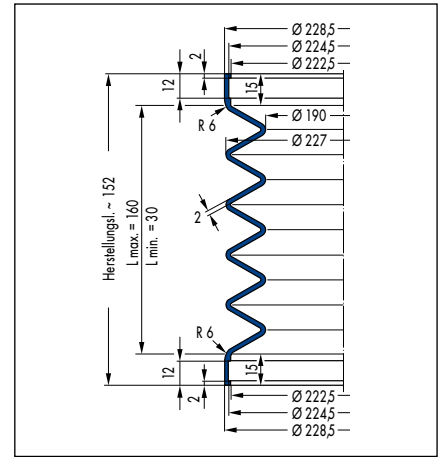 Ø 228,5
Ø 224,5
Ø 222,5
2
12
15
R 6
Ø 190
Ø 227
Herstellungsl. ~ 152
L max. = 160
L min. = 30
2
R 6
12
15
2
Ø 222,5
Ø 224,5
Ø 228,5